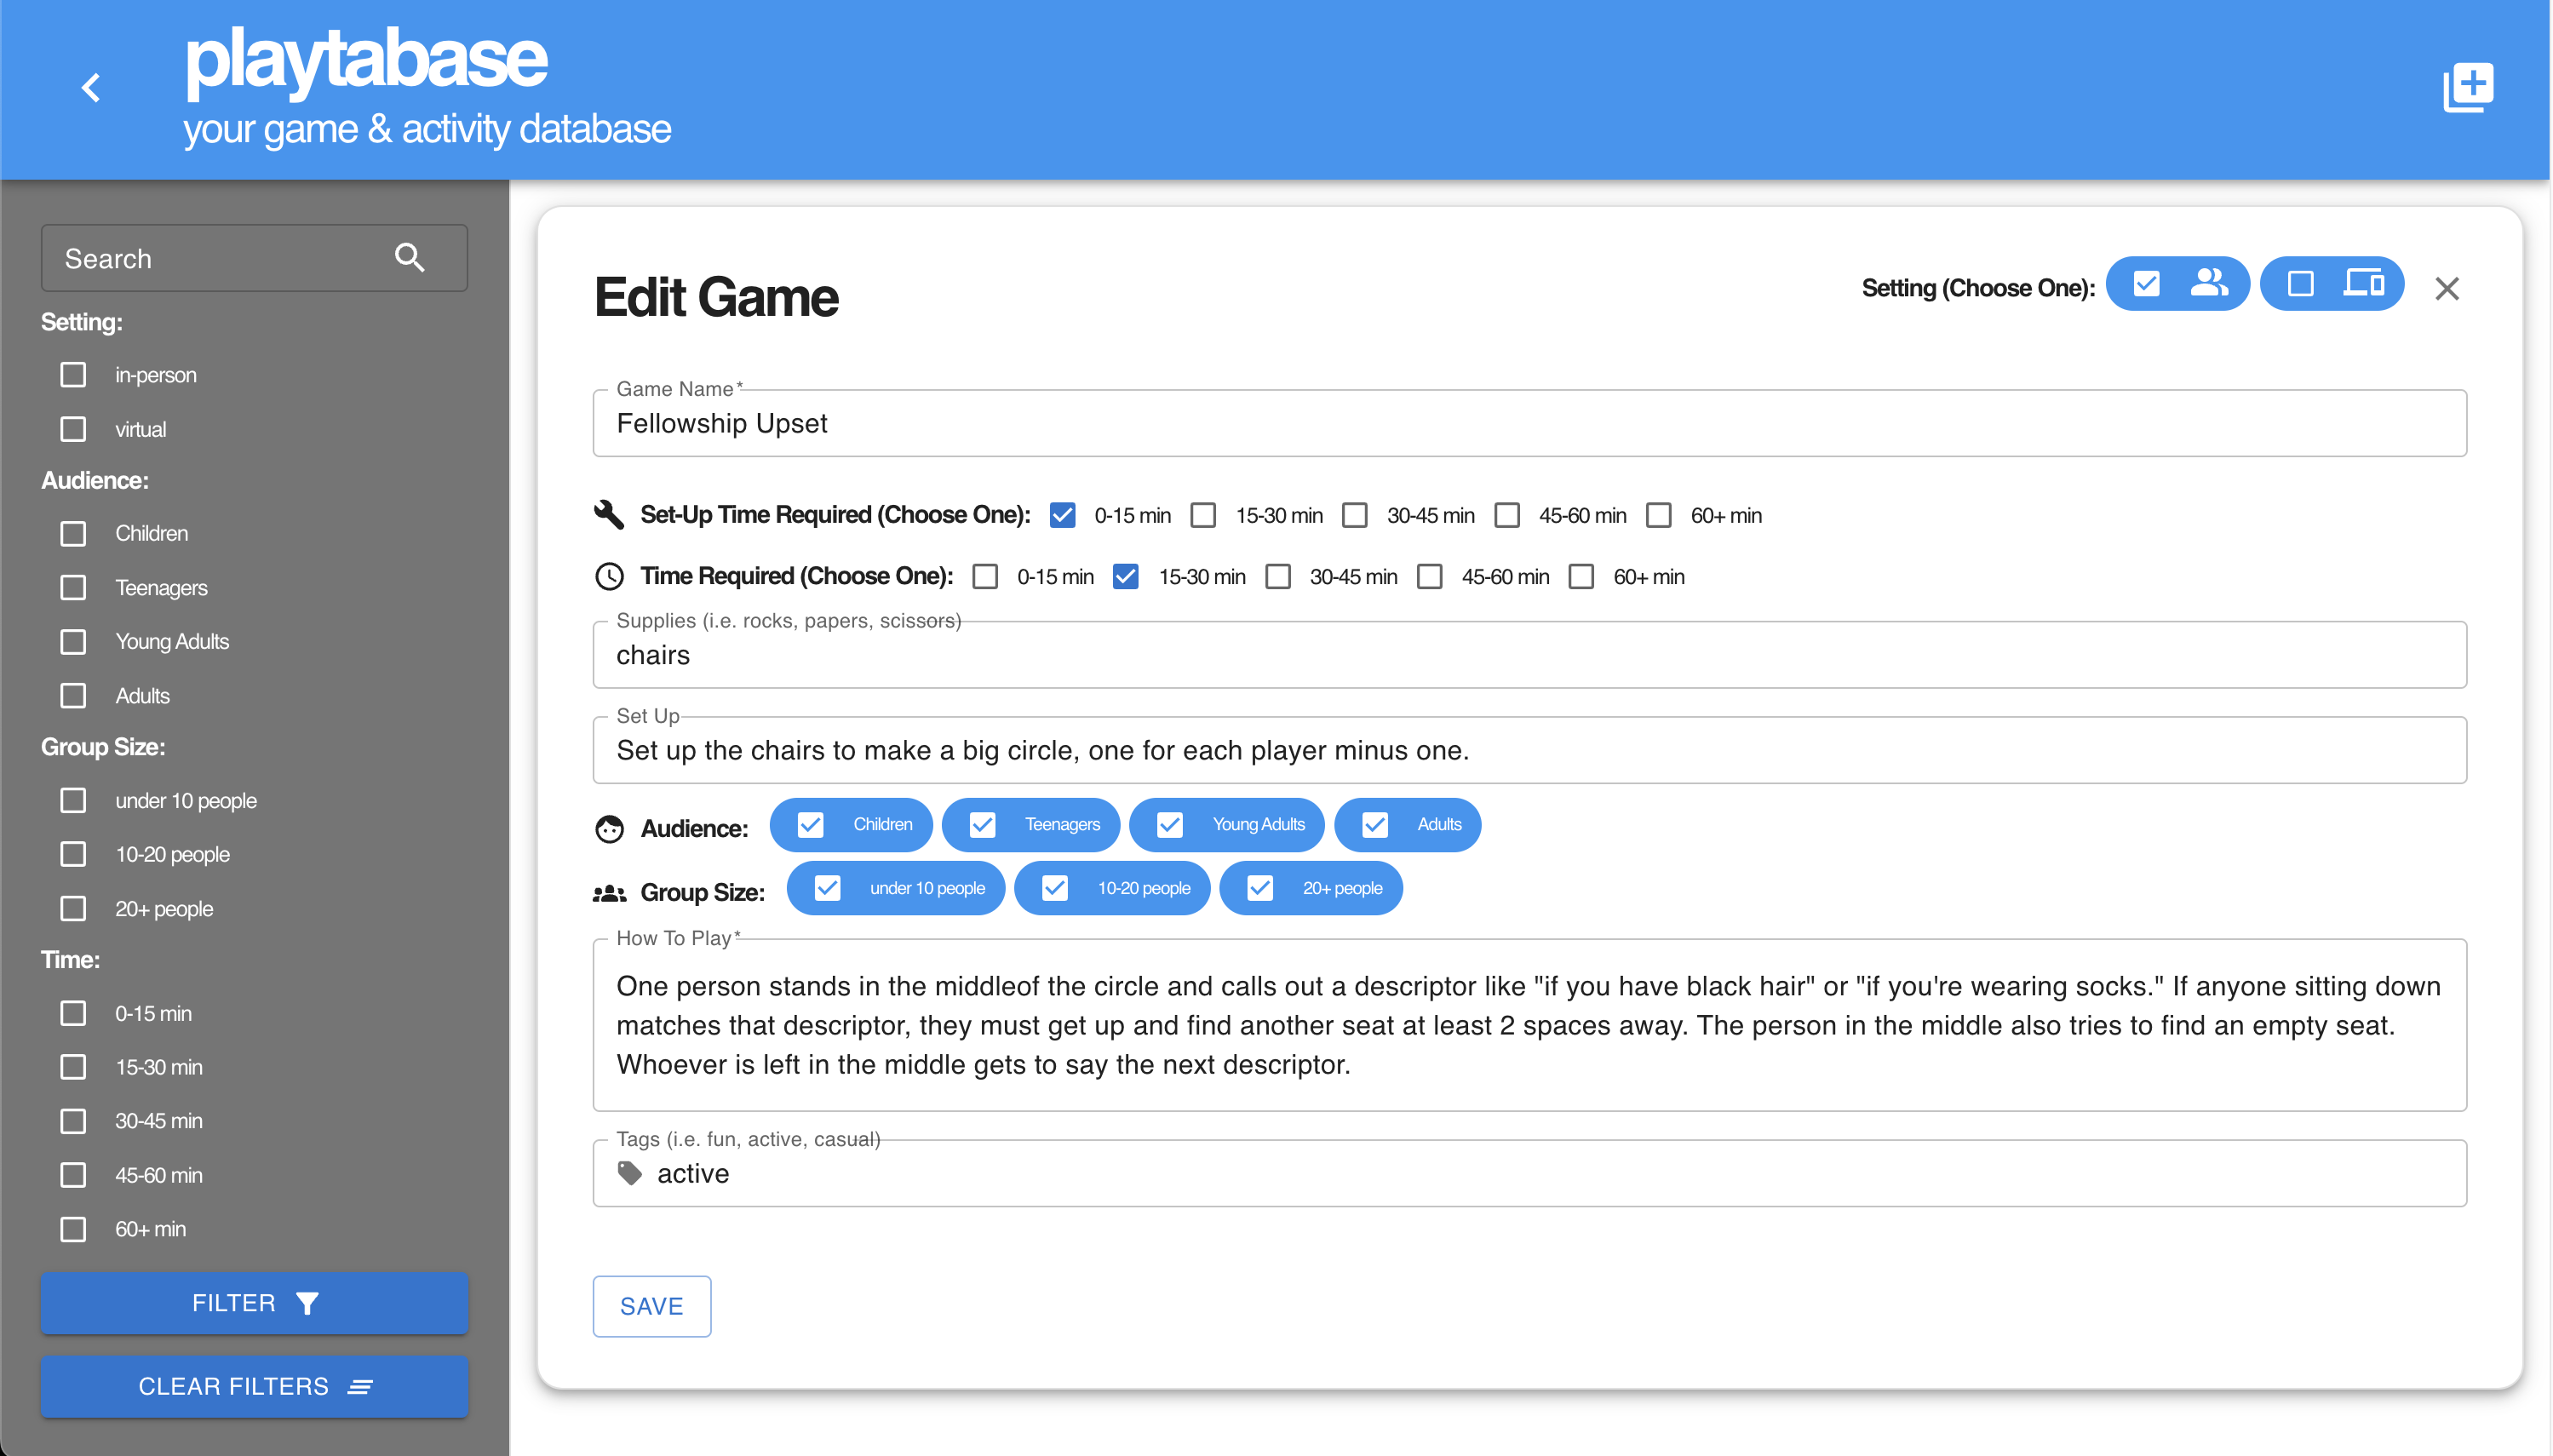 playtabase
your game & activity database
Search
Setting:
in-person
virtual
Audience:
Children
Teenagers
Young Adults
Adults
Group Size:
under 10 people
10-20 people
20+ people
Time:
0-15 min
15-30 min
30-45 min
45-60 min
60+ min
FILTER
CLEAR FILTERS
Edit Game
Setting (Choose One):
Game Name*
Fellowship Upset
Set-Up Time Required (Choose One): 0-15 min 15-30 min 30-45 min 45-60 min 60+ min
Time Required (Choose One): 0-15 min 15-30 min 30-45 min 45-60 min 60+ min
Supplies (i.e. rocks, papers, scissors)
chairs
Set Up
Set up the chairs to make a big circle, one for each player minus one.
Audience: Children Teenagers Young Adults Adults
Group Size: under 10 people 10-20 people 20+ people
How To Play*
One person stands in the middleof the circle and calls out a descriptor like "if you have black hair" or "if you're wearing socks." If anyone sitting down
matches that descriptor, they must get up and find another seat at least 2 spaces away. The person in the middle also tries to find an empty seat.
Whoever is left in the middle gets to say the next descriptor.
Tags (i.e. fun, active, casual)
active
SAVE